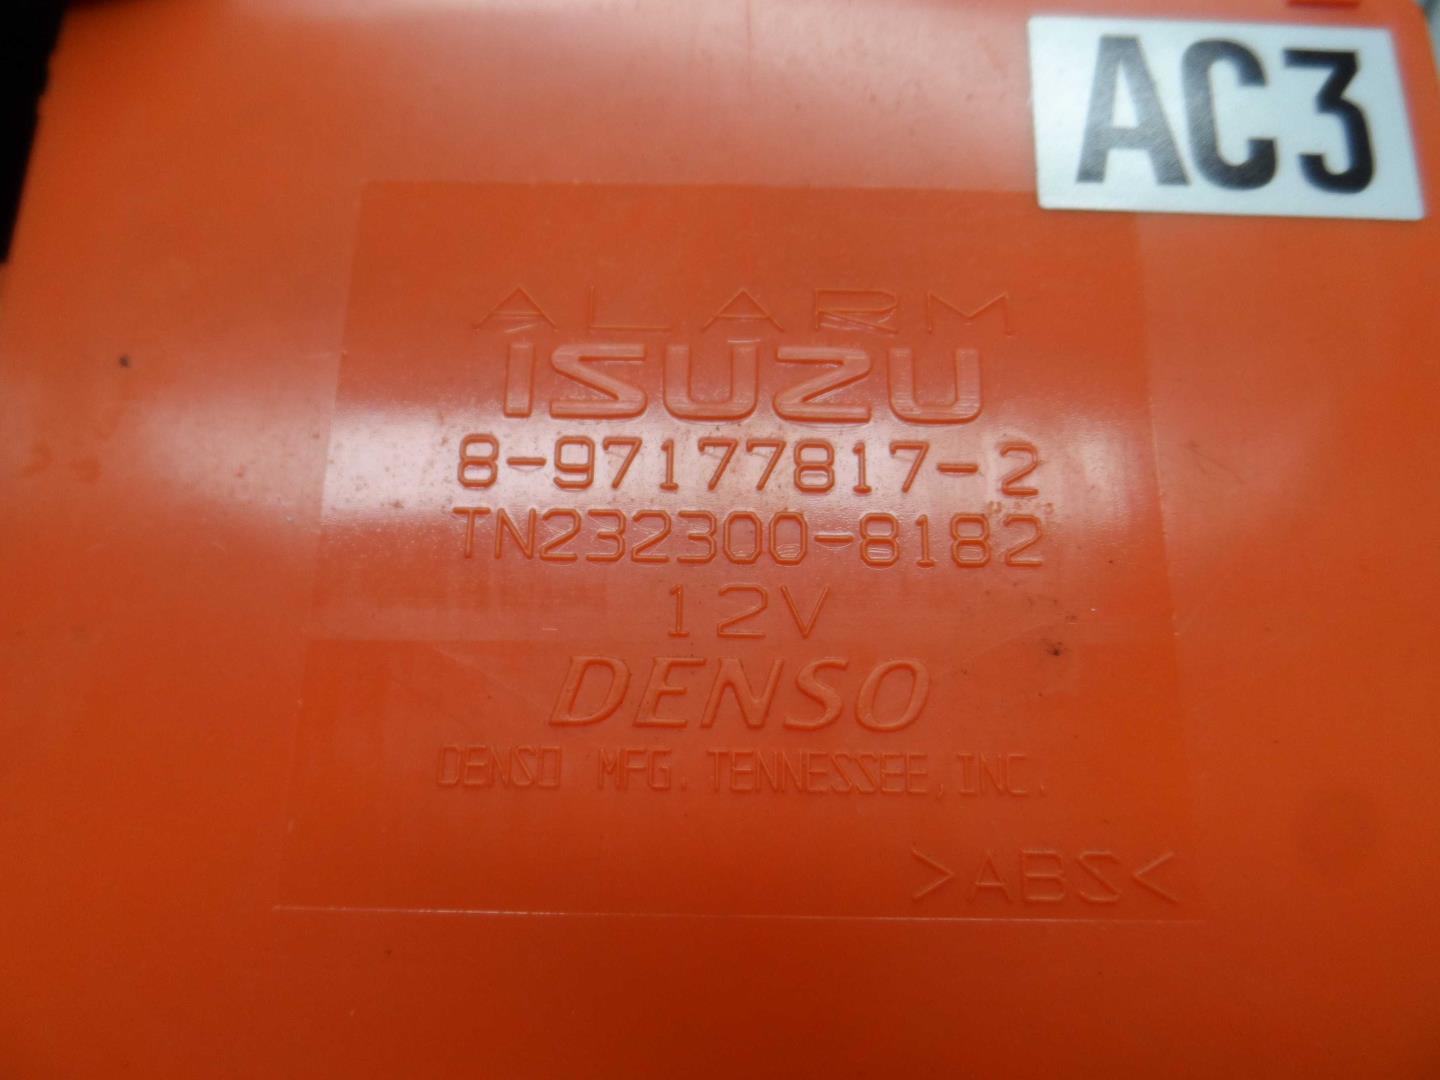 AC3
ALARM
ISUZU
8-97177817-2
TN232300-8182
12V
DENSO
DENSO MFG. TENNESSEE, INC.
>ABS<